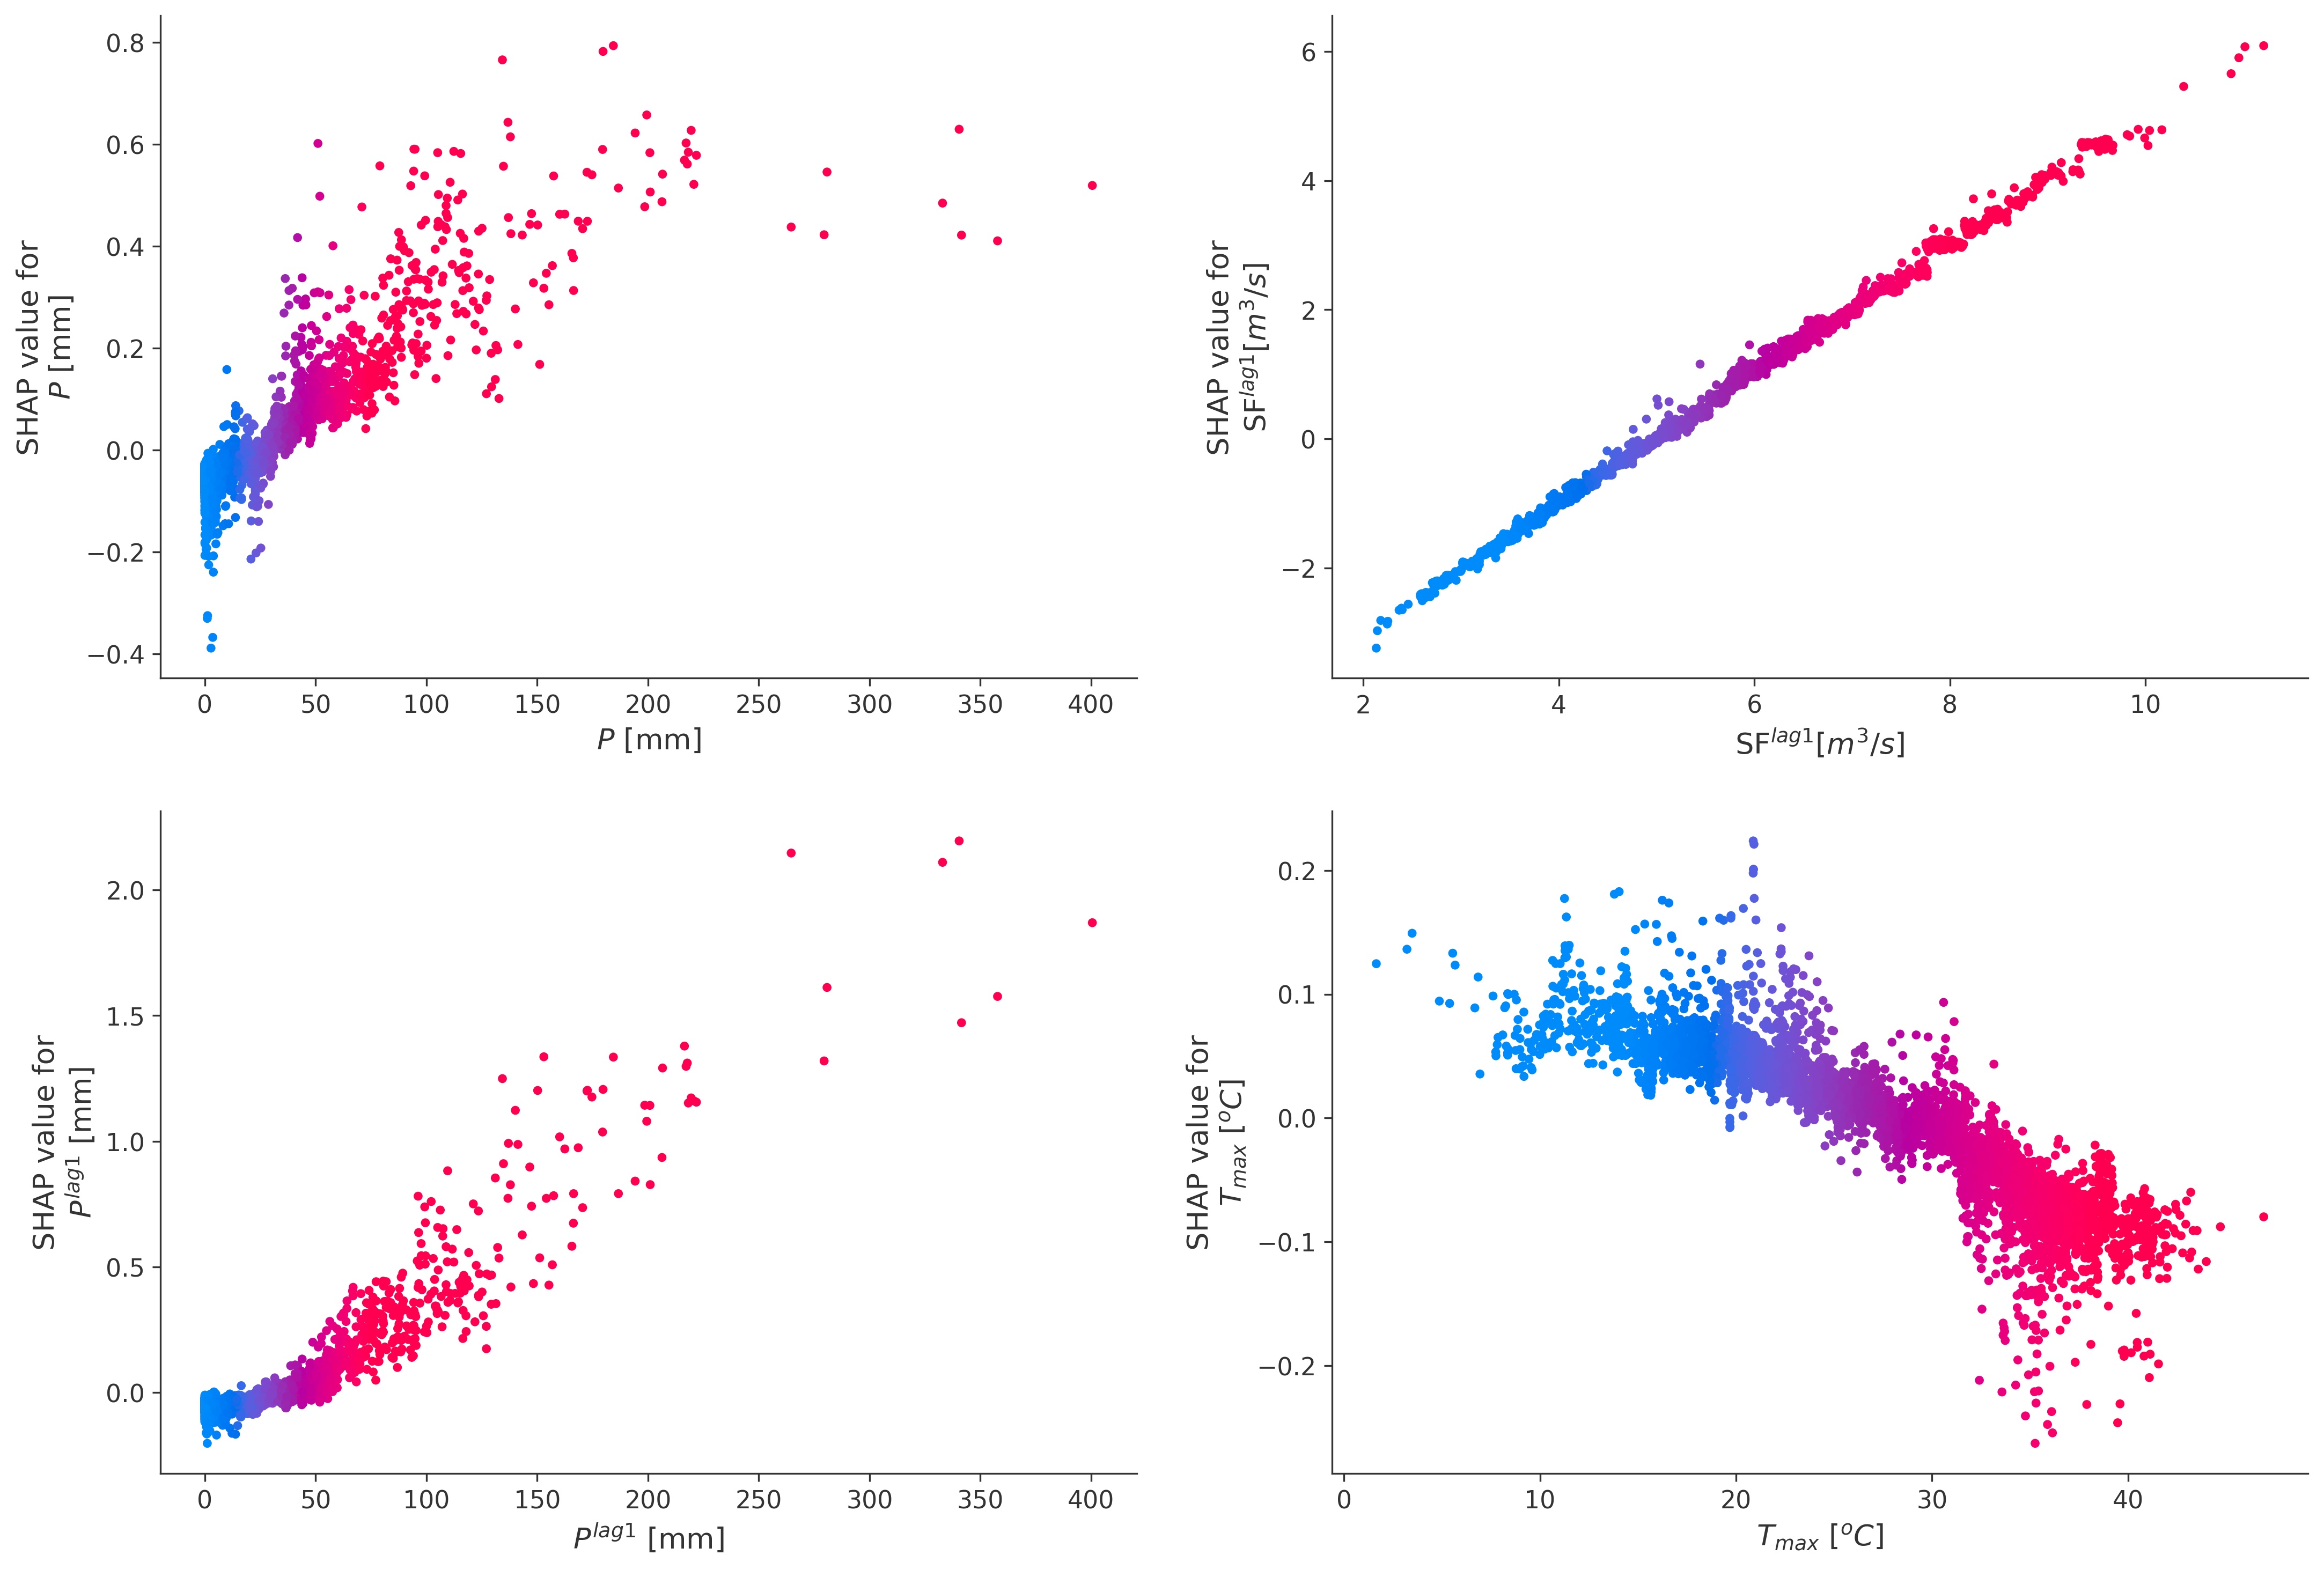 0.8
0.6
0.4
0.2
0.0
−0.2
−0.4
SHAP value for
P [mm]
0 50 100 150 200 250 300 350 400
P [mm]
6
4
2
0
−2
SHAP value for
SF^{lag1}[m^3/s]
2 4 6 8 10
SF^{lag1}[m^3/s]
2.0
1.5
1.0
0.5
0.0
SHAP value for
P^{lag1} [mm]
0 50 100 150 200 250 300 350 400
P^{lag1} [mm]
0.2
0.1
0.0
−0.1
−0.2
SHAP value for
T_{max} [^oC]
0 10 20 30 40
T_{max} [^oC]